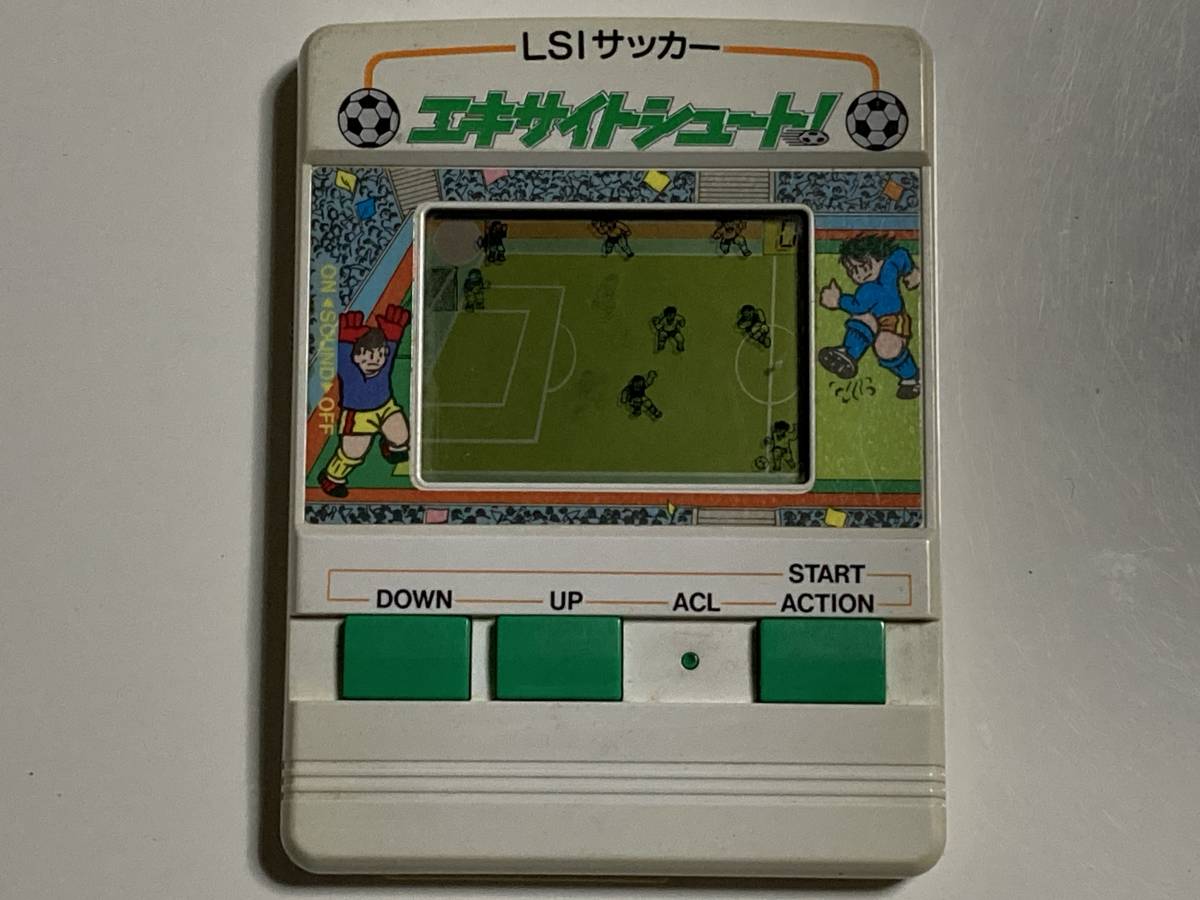 LSIサッカー
エキサイトシュート!
ON◀SOUND▶OFF
0
START
DOWN UP ACL ACTION